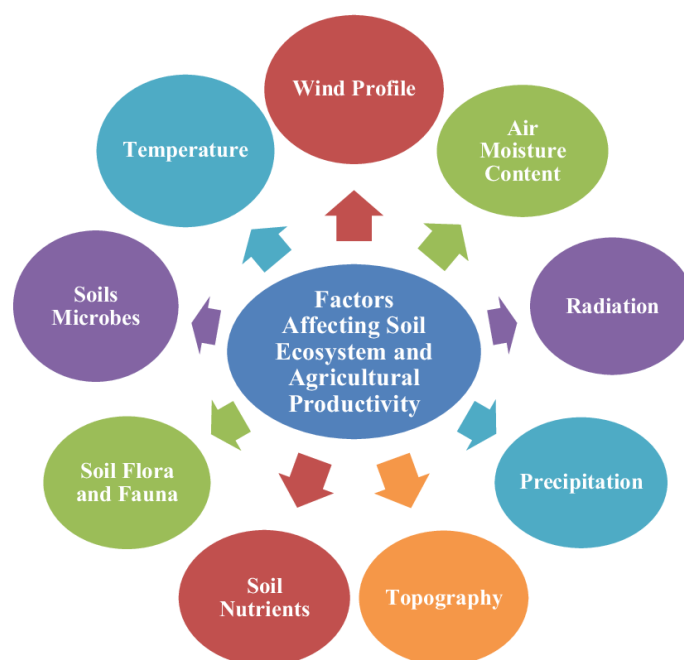 Wind Profile
Air
Moisture
Content
Radiation
Precipitation
Topography
Soil
Nutrients
Soil Flora
and Fauna
Soils
Microbes
Temperature
Factors
Affecting Soil
Ecosystem and
Agricultural
Productivity